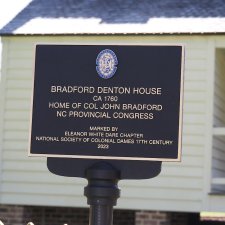 BRADFORD DENTON HOUSE
CA 1760
HOME OF COL JOHN BRADFORD
NC PROVINCIAL CONGRESS
MARKED BY
ELEANOR WHITE DARE CHAPTER
NATIONAL SOCIETY OF COLONIAL DAMES 17TH CENTURY
2023